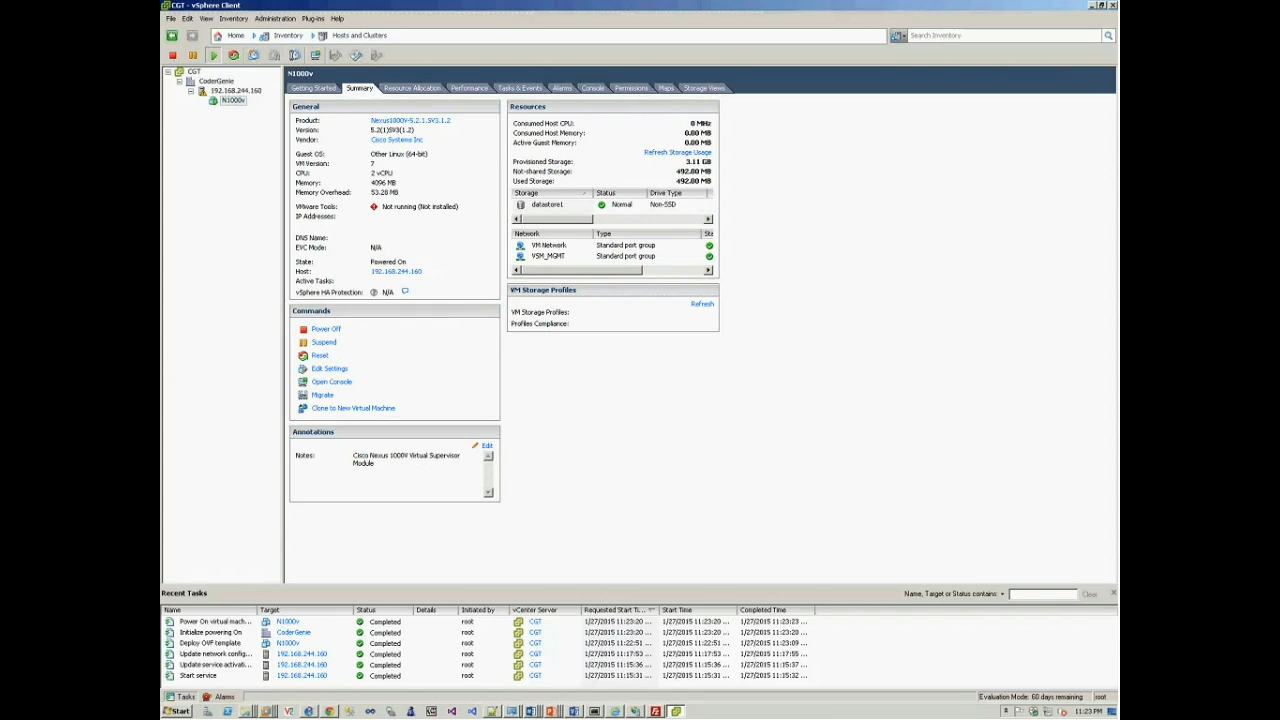 CGT - vSphere Client
File Edit View Inventory Administration Plug-ins Help
Home Inventory Hosts and Clusters Search Inventory
CGT
CoderGenie
192.168.244.160
N1000v
N1000v
Getting Started Summary Resource Allocation Performance Tasks & Events Alarms Console Permissions Maps Storage Views
General
Product: Nexus1000V-5.2.1.SV3.1.2
Version: 5.2(1)SV3(1.2)
Vendor: Cisco Systems Inc
Guest OS: Other Linux (64-bit)
VM Version: 7
CPU: 2 vCPU
Memory: 4096 MB
Memory Overhead: 53.28 MB
VMware Tools: Not running (Not installed)
IP Addresses:
DNS Name:
EVC Mode: N/A
State: Powered On
Host: 192.168.244.160
Active Tasks:
vSphere HA Protection: N/A
Commands
Power Off
Suspend
Reset
Edit Settings
Open Console
Migrate
Clone to New Virtual Machine
Annotations
Edit
Notes: Cisco Nexus 1000V Virtual Supervisor
Module
Resources
Consumed Host CPU: 0 MHz
Consumed Host Memory: 0.00 MB
Active Guest Memory: 0.00 MB
Refresh Storage Usage
Provisioned Storage: 3.11 GB
Not-shared Storage: 492.00 MB
Used Storage: 492.00 MB
Storage Status Drive Type
datastore1 Normal Non-SSD
Network Type Sta
VM Network Standard port group
VSM_MGMT Standard port group
VM Storage Profiles
Refresh
VM Storage Profiles:
Profiles Compliance:
Recent Tasks
Name, Target or Status contains: Clear
Name Target Status Details Initiated by vCenter Server Requested Start Ti... Start Time Completed Time
Power On virtual mach... N1000v Completed root CGT 1/27/2015 11:23:20 ... 1/27/2015 11:23:20 ... 1/27/2015 11:23:23 ...
Initialize powering On CoderGenie Completed root CGT 1/27/2015 11:23:20 ... 1/27/2015 11:23:20 ... 1/27/2015 11:23:20 ...
Deploy OVF template N1000v Completed root CGT 1/27/2015 11:22:51 ... 1/27/2015 11:22:51 ... 1/27/2015 11:23:09 ...
Update network config... 192.168.244.160 Completed root CGT 1/27/2015 11:17:53 ... 1/27/2015 11:17:53 ... 1/27/2015 11:17:55 ...
Update service activati... 192.168.244.160 Completed root CGT 1/27/2015 11:15:36 ... 1/27/2015 11:15:36 ... 1/27/2015 11:15:37 ...
Start service 192.168.244.160 Completed root CGT 1/27/2015 11:15:31 ... 1/27/2015 11:15:31 ... 1/27/2015 11:15:32 ...
Tasks Alarms Evaluation Mode: 60 days remaining root
Start 11:23 PM